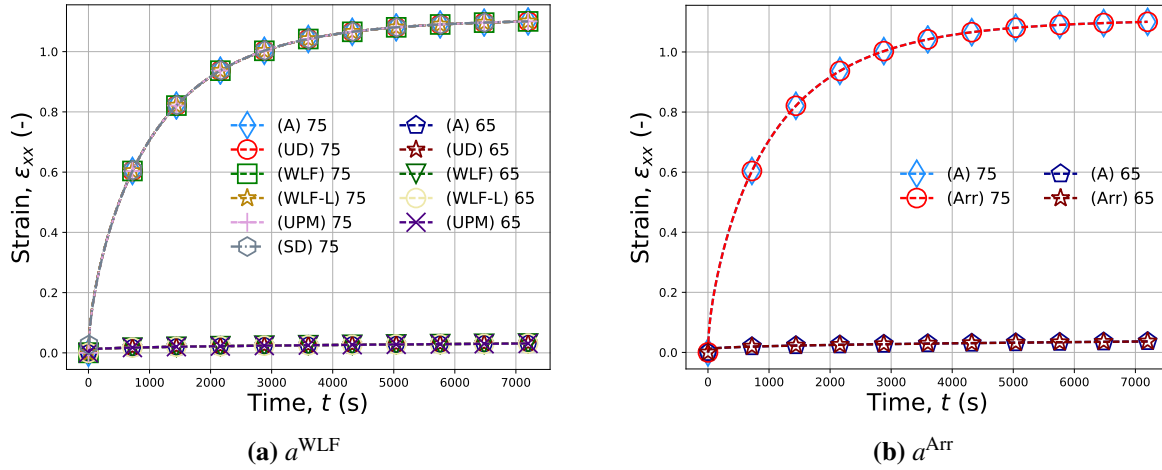 Strain, εxx (-)
1.0
0.8
0.6
0.4
0.2
0.0
(A) 75
(UD) 75
(WLF) 75
(WLF-L) 75
(UPM) 75
(SD) 75
(A) 65
(UD) 65
(WLF) 65
(WLF-L) 65
(UPM) 65
0 1000 2000 3000 4000 5000 6000 7000
Time, t (s)
(a) a^WLF
Strain, εxx (-)
1.0
0.8
0.6
0.4
0.2
0.0
(A) 75
(Arr) 75
(A) 65
(Arr) 65
0 1000 2000 3000 4000 5000 6000 7000
Time, t (s)
(b) a^Arr